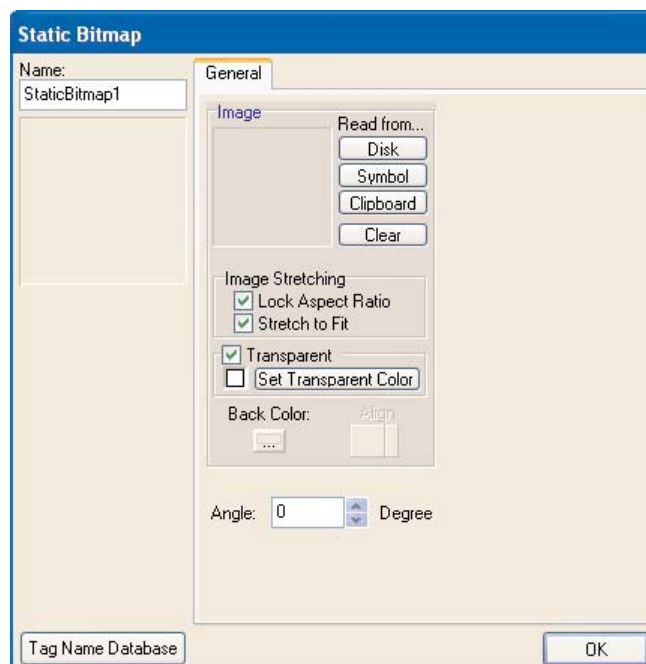 Static Bitmap
Name:
StaticBitmap1
General
Image
Read from...
Disk
Symbol
Clipboard
Clear
Image Stretching
Lock Aspect Ratio
Stretch to Fit
Transparent
Set Transparent Color
Back Color:
Align
...
Angle:
0
Degree
Tag Name Database
OK